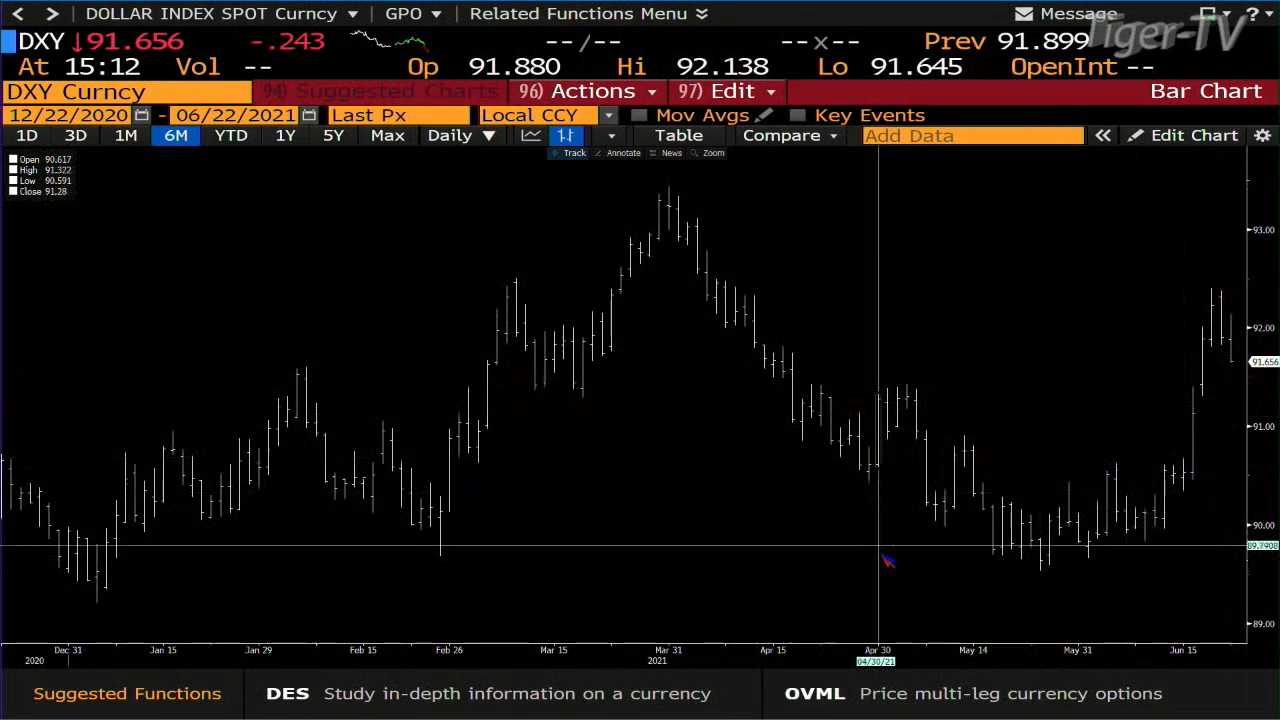 < > DOLLAR INDEX SPOT Curncy ▼ GPO ▼ Related Functions Menu Message ? ▼
Tiger-TV
DXY ↓91.656 -.243 --/-- --x-- Prev 91.899
At 15:12 Vol -- Op 91.880 Hi 92.138 Lo 91.645 OpenInt --
DXY Curncy 94) Suggested Charts 96) Actions ▼ 97) Edit ▼ Bar Chart
12/22/2020 - 06/22/2021 Last Px Local CCY ▼ Mov Avgs Key Events
1D 3D 1M 6M YTD 1Y 5Y Max Daily ▼ Table Compare ▼ Add Data « Edit Chart
Track Annotate News Zoom
Open 90.617
High 91.322
Low 90.591
Close 91.28
93.00
92.00
91.656
91.00
90.00
89.7908
89.00
Dec 31 Jan 15 Jan 29 Feb 15 Feb 26 Mar 15 Mar 31 Apr 15 Apr 30 May 14 May 31 Jun 15
2020 2021 04/30/21
Suggested Functions DES Study in-depth information on a currency OVML Price multi-leg currency options